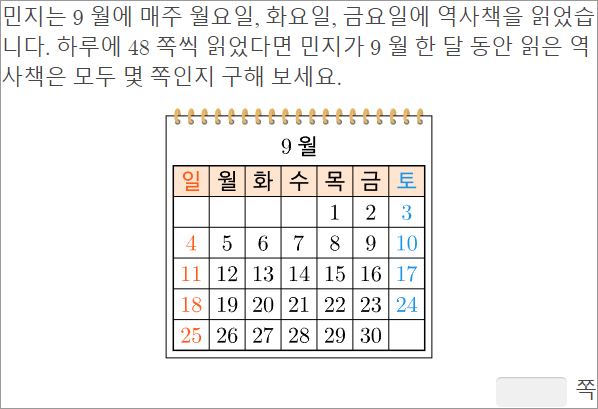 민지는 9 월에 매주 월요일, 화요일, 금요일에 역사책을 읽었습
니다. 하루에 48 쪽씩 읽었다면 민지가 9 월 한 달 동안 읽은 역
사책은 모두 몇 쪽인지 구해 보세요.
9 월
일 월 화 수 목 금 토
1 2 3
4 5 6 7 8 9 10
11 12 13 14 15 16 17
18 19 20 21 22 23 24
25 26 27 28 29 30
쪽